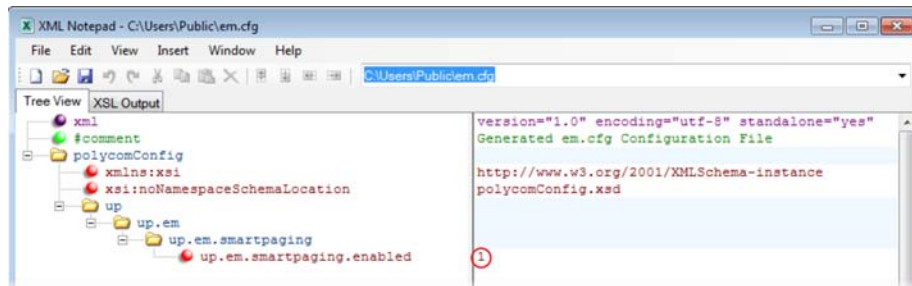 XML Notepad - C:\Users\Public\em.cfg
File Edit View Insert Window Help
C:\Users\Public\em.cfg
Tree View XSL Output
xml version="1.0" encoding="utf-8" standalone="yes"
#comment Generated em.cfg Configuration File
polycomConfig
xmlns:xsi http://www.w3.org/2001/XMLSchema-instance
xsi:noNamespaceSchemaLocation polycomConfig.xsd
up
up.em
up.em.smartpaging
up.em.smartpaging.enabled 1